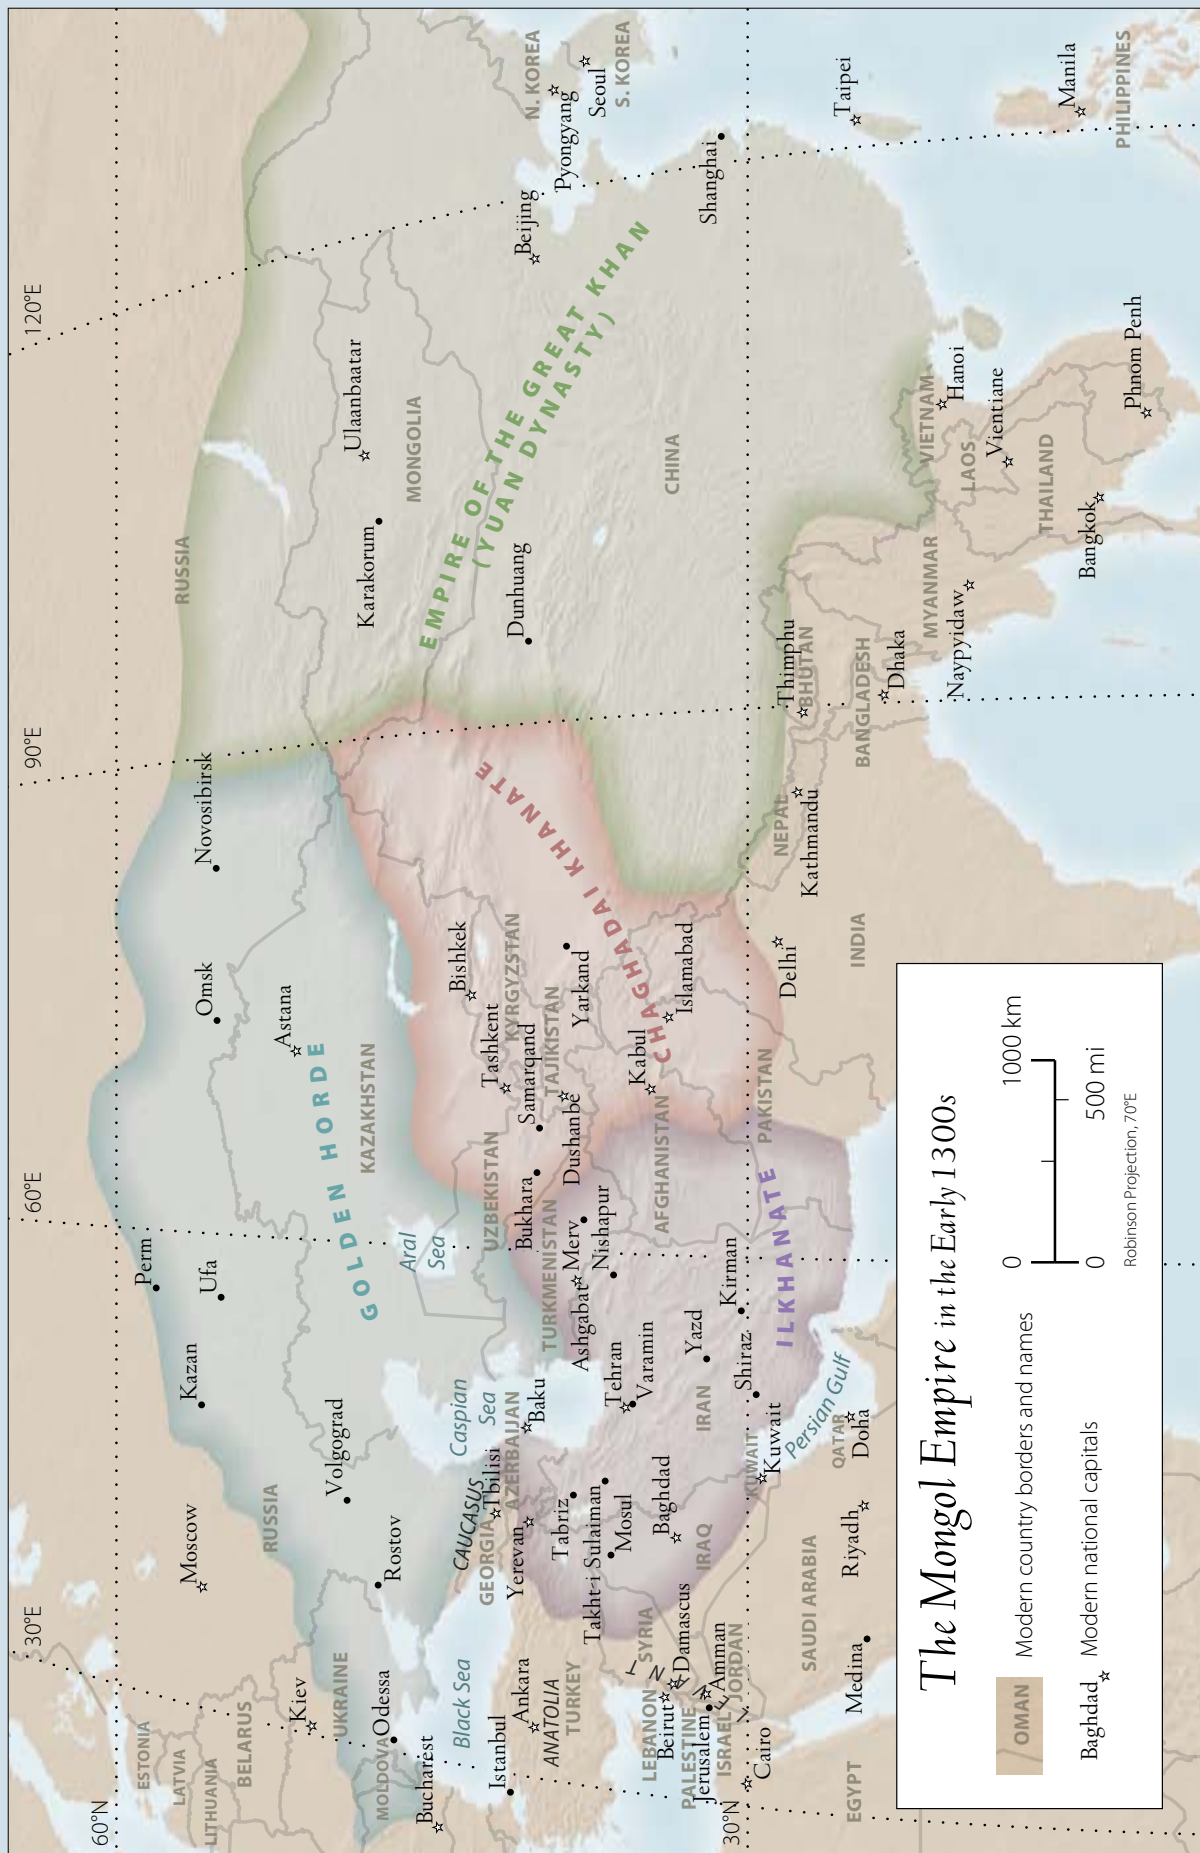 The Mongol Empire in the Early 1300s
OMAN
Modern country borders and names
Baghdad
Modern national capitals
0
1000 km
0
500 mi
Robinson Projection, 70°E
30°E
60°E
90°E
120°E
60°N
30°N
GOLDEN HORDE
EMPIRE OF THE GREAT KHAN
(YUAN DYNASTY)
CHAGHADAI KHANATE
ILKHANATE
ESTONIA
LATVIA
LITHUANIA
BELARUS
UKRAINE
MOLDOVA
RUSSIA
RUSSIA
KAZAKHSTAN
MONGOLIA
CHINA
N. KOREA
S. KOREA
UZBEKISTAN
TURKMENISTAN
KYRGYZSTAN
TAJIKISTAN
AFGHANISTAN
PAKISTAN
INDIA
NEPAL
BHUTAN
BANGLADESH
MYANMAR
LAOS
VIETNAM
THAILAND
PHILIPPINES
GEORGIA
AZERBAIJAN
CAUCASUS
TURKEY
ANATOLIA
LEVANT
SYRIA
LEBANON
PALESTINE
ISRAEL
JORDAN
IRAQ
IRAN
KUWAIT
QATAR
SAUDI ARABIA
EGYPT
Black Sea
Caspian
Sea
Aral
Sea
Persian Gulf
Moscow
Kiev
Odessa
Bucharest
Istanbul
Ankara
Rostov
Volgograd
Kazan
Perm
Ufa
Omsk
Astana
Novosibirsk
Karakorum
Ulaanbaatar
Dunhuang
Beijing
Pyongyang
Seoul
Shanghai
Taipei
Manila
Hanoi
Vientiane
Phnom Penh
Bangkok
Naypyidaw
Dhaka
Thimphu
Kathmandu
Delhi
Islamabad
Kabul
Yarkand
Bishkek
Tashkent
Samarqand
Dushanbe
Bukhara
Merv
Nishapur
Ashgabat
Tehran
Varamin
Yazd
Kirman
Shiraz
Kuwait
Doha
Riyadh
Medina
Baku
Tbilisi
Yerevan
Tabriz
Takht-i Sulaiman
Mosul
Baghdad
Damascus
Beirut
Amman
Jerusalem
Cairo